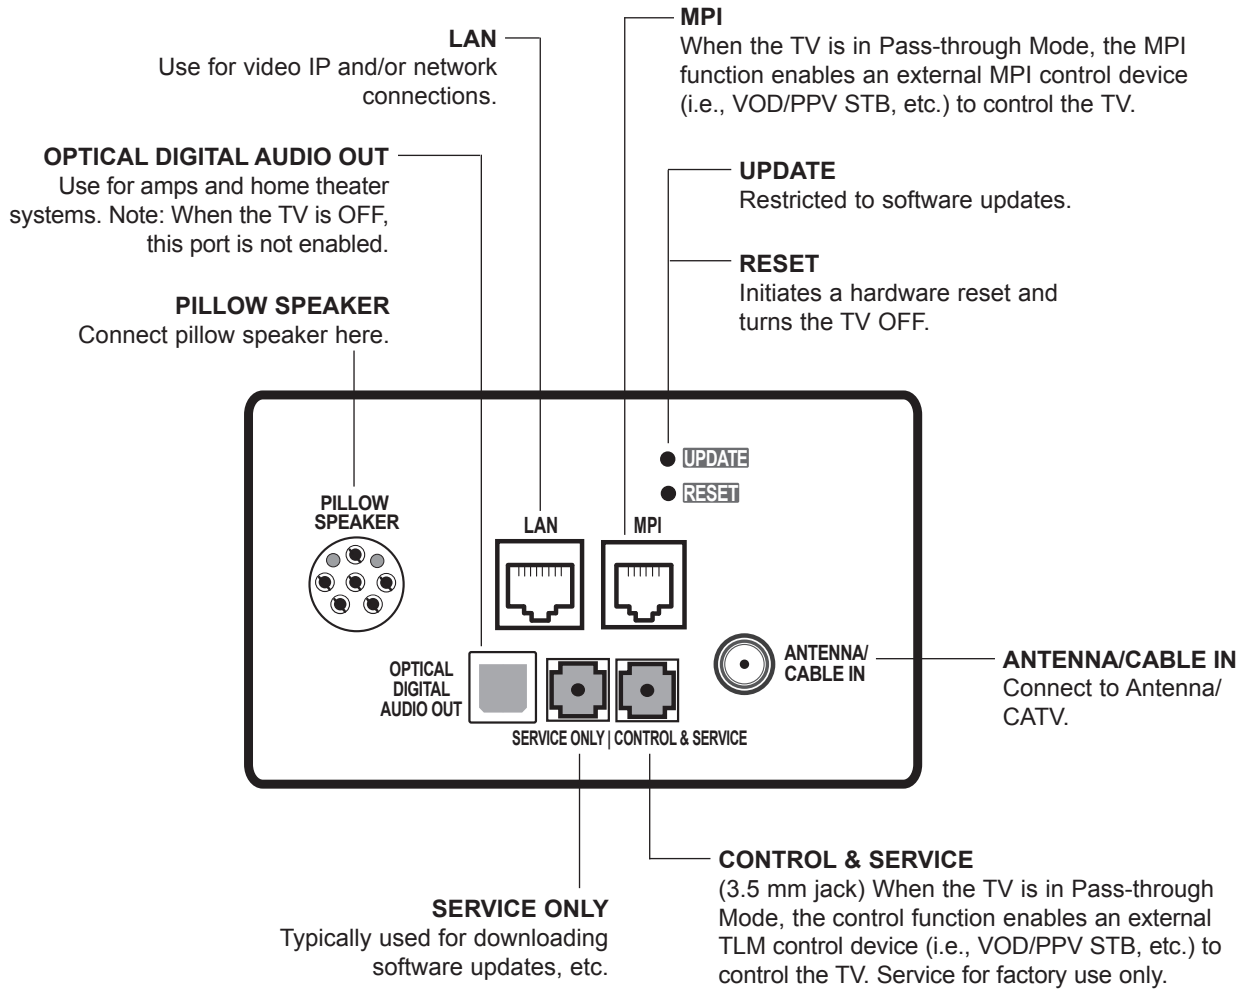 MPI
When the TV is in Pass-through Mode, the MPI
function enables an external MPI control device
(i.e., VOD/PPV STB, etc.) to control the TV.
LAN
Use for video IP and/or network
connections.
OPTICAL DIGITAL AUDIO OUT
Use for amps and home theater
systems. Note: When the TV is OFF,
this port is not enabled.
UPDATE
Restricted to software updates.
RESET
Initiates a hardware reset and
turns the TV OFF.
PILLOW SPEAKER
Connect pillow speaker here.
UPDATE
RESET
PILLOW
SPEAKER
LAN
MPI
OPTICAL
DIGITAL
AUDIO OUT
ANTENNA/
CABLE IN
SERVICE ONLY | CONTROL & SERVICE
ANTENNA/CABLE IN
Connect to Antenna/
CATV.
SERVICE ONLY
Typically used for downloading
software updates, etc.
CONTROL & SERVICE
(3.5 mm jack) When the TV is in Pass-through
Mode, the control function enables an external
TLM control device (i.e., VOD/PPV STB, etc.) to
control the TV. Service for factory use only.